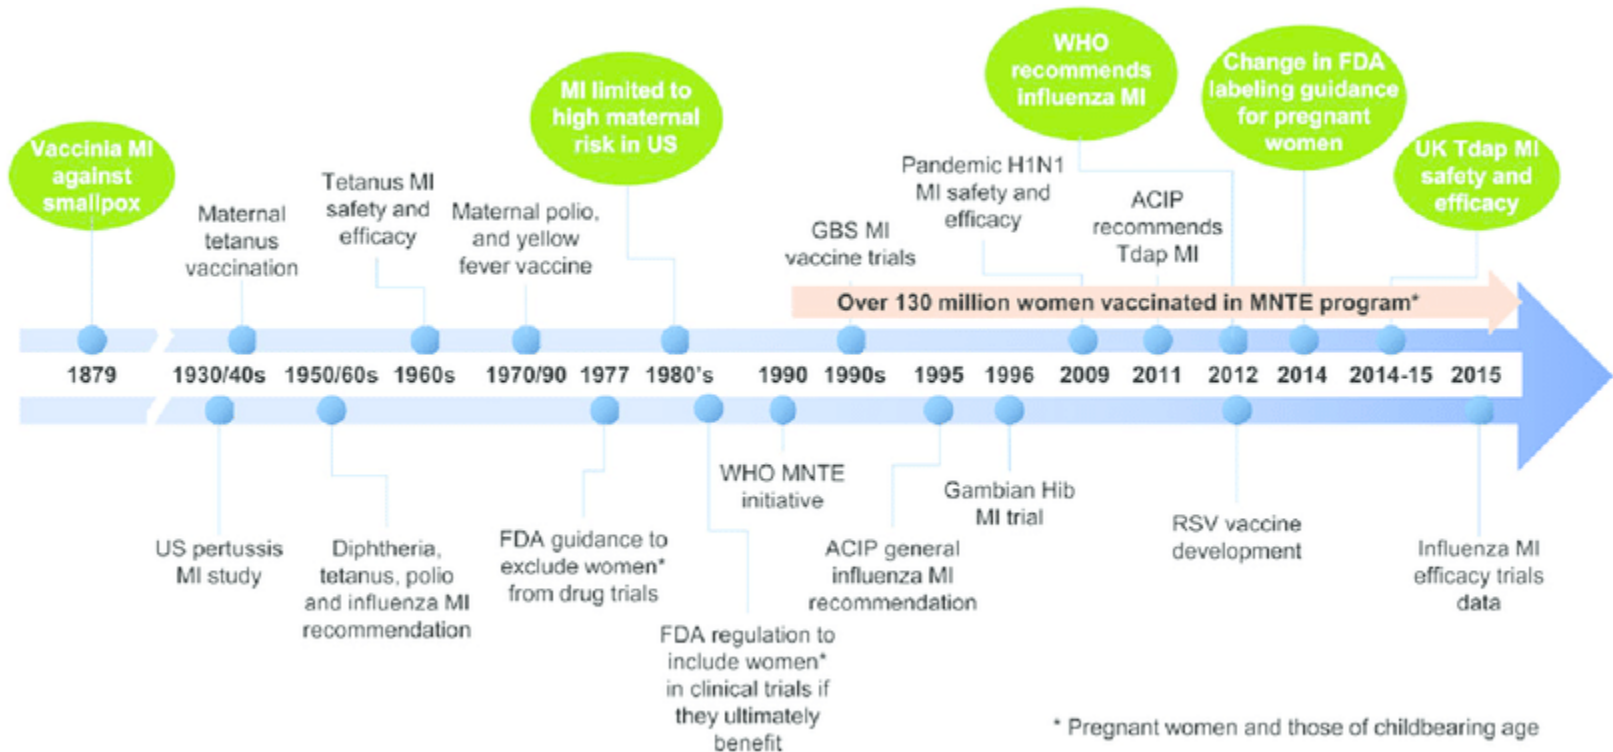 Vaccinia MI
against
smallpox
Maternal
tetanus
vaccination
Tetanus MI
safety and
efficacy
Maternal polio,
and yellow
fever vaccine
MI limited to
high maternal
risk in US
GBS MI
vaccine trials
Pandemic H1N1
MI safety and
efficacy
WHO
recommends
influenza MI
ACIP
recommends
Tdap MI
Change in FDA
labeling guidance
for pregnant
women
UK Tdap MI
safety and
efficacy
Over 130 million women vaccinated in MNTE program*
1879 1930/40s 1950/60s 1960s 1970/90 1977 1980's 1990 1990s 1995 1996 2009 2011 2012 2014 2014-15 2015
US pertussis
MI study
Diphtheria,
tetanus, polio
and influenza MI
recommendation
FDA guidance to
exclude women*
from drug trials
FDA regulation to
include women*
in clinical trials if
they ultimately
benefit
WHO MNTE
initiative
ACIP general
influenza MI
recommendation
Gambian Hib
MI trial
RSV vaccine
development
Influenza MI
efficacy trials
data
* Pregnant women and those of childbearing age